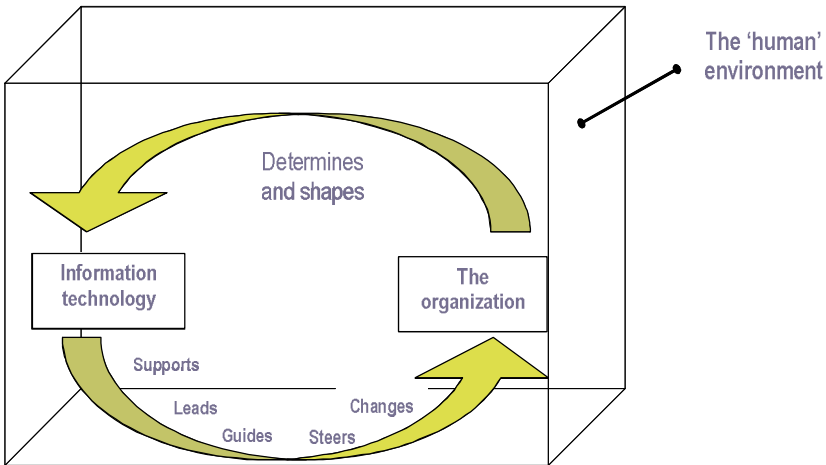 The ‘human’
environment
Determines
and shapes
Information
technology
The
organization
Supports
Leads
Changes
Guides
Steers